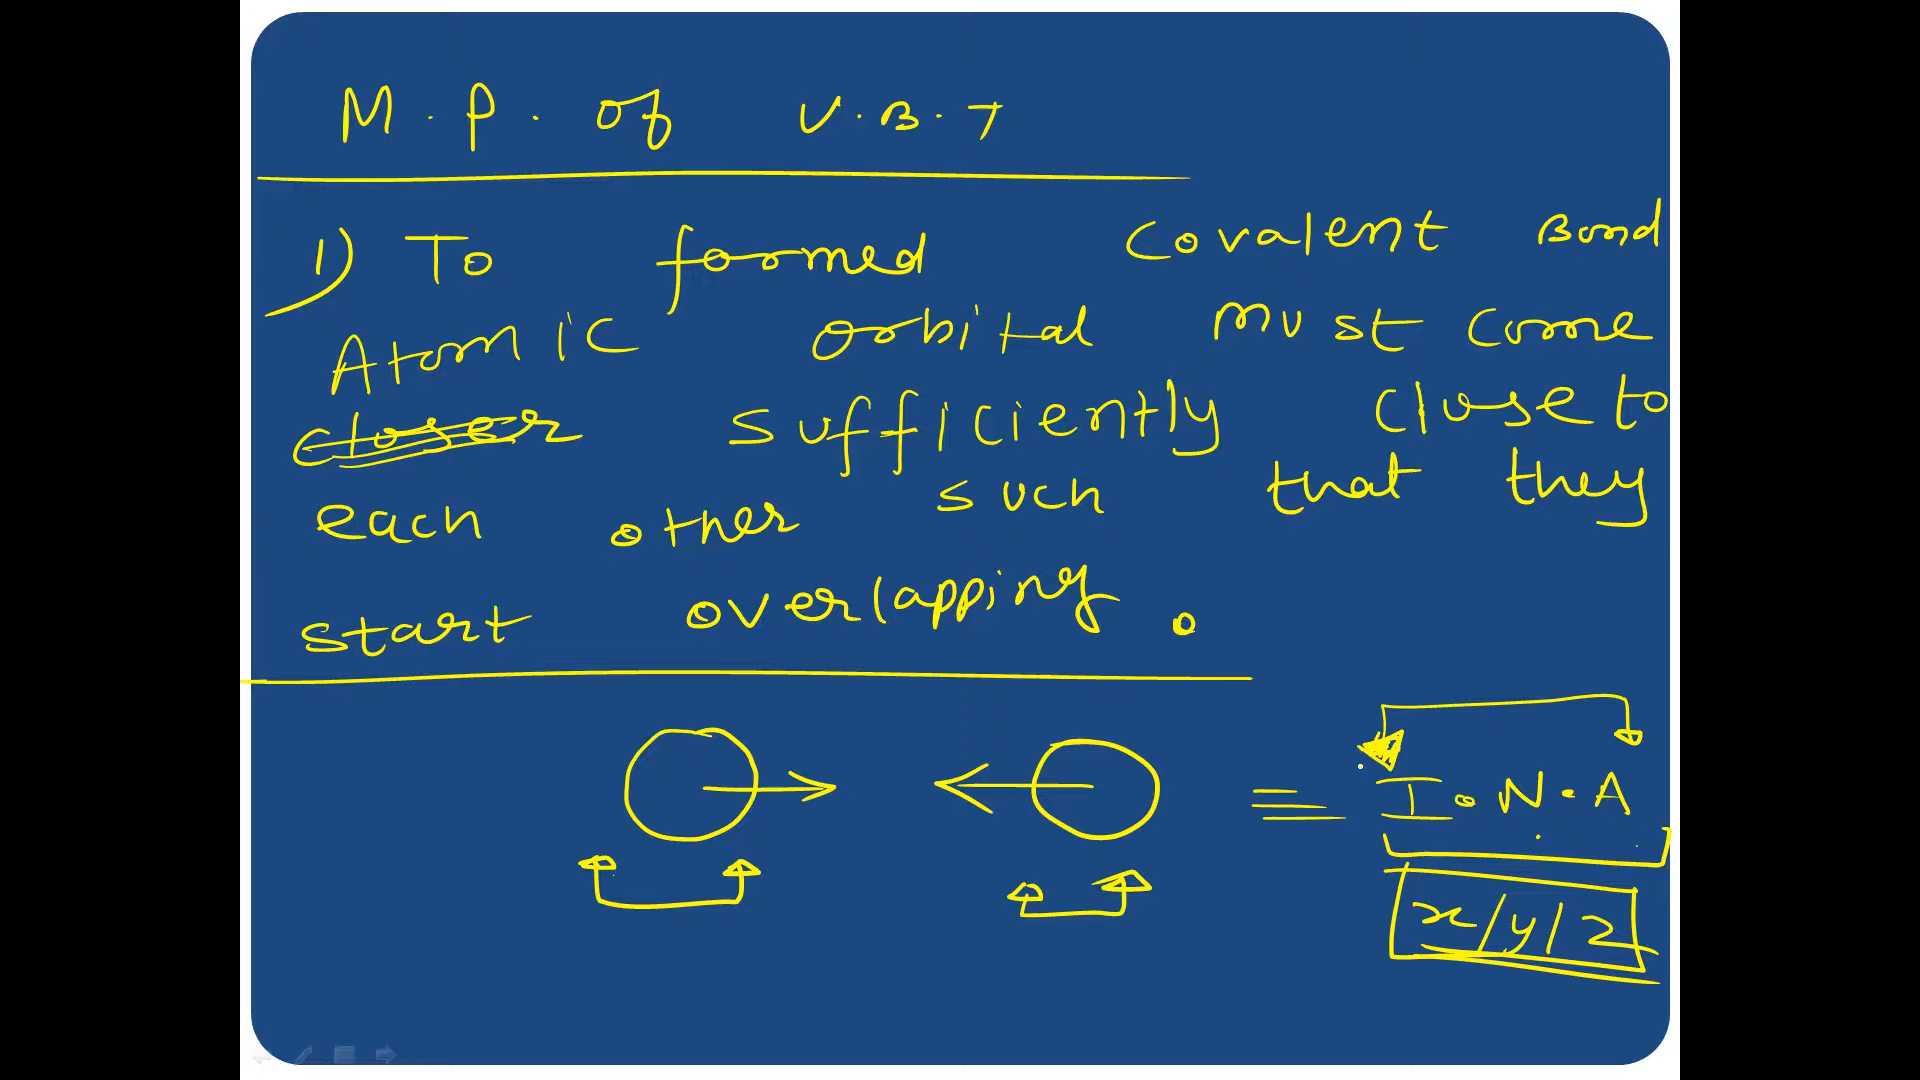 M. P. of V.B.T
1) To formed Covalent Bond
Atomic orbital must come
closer sufficiently close to
each other such that they
start overlapping.
I.N.A
x/y/z